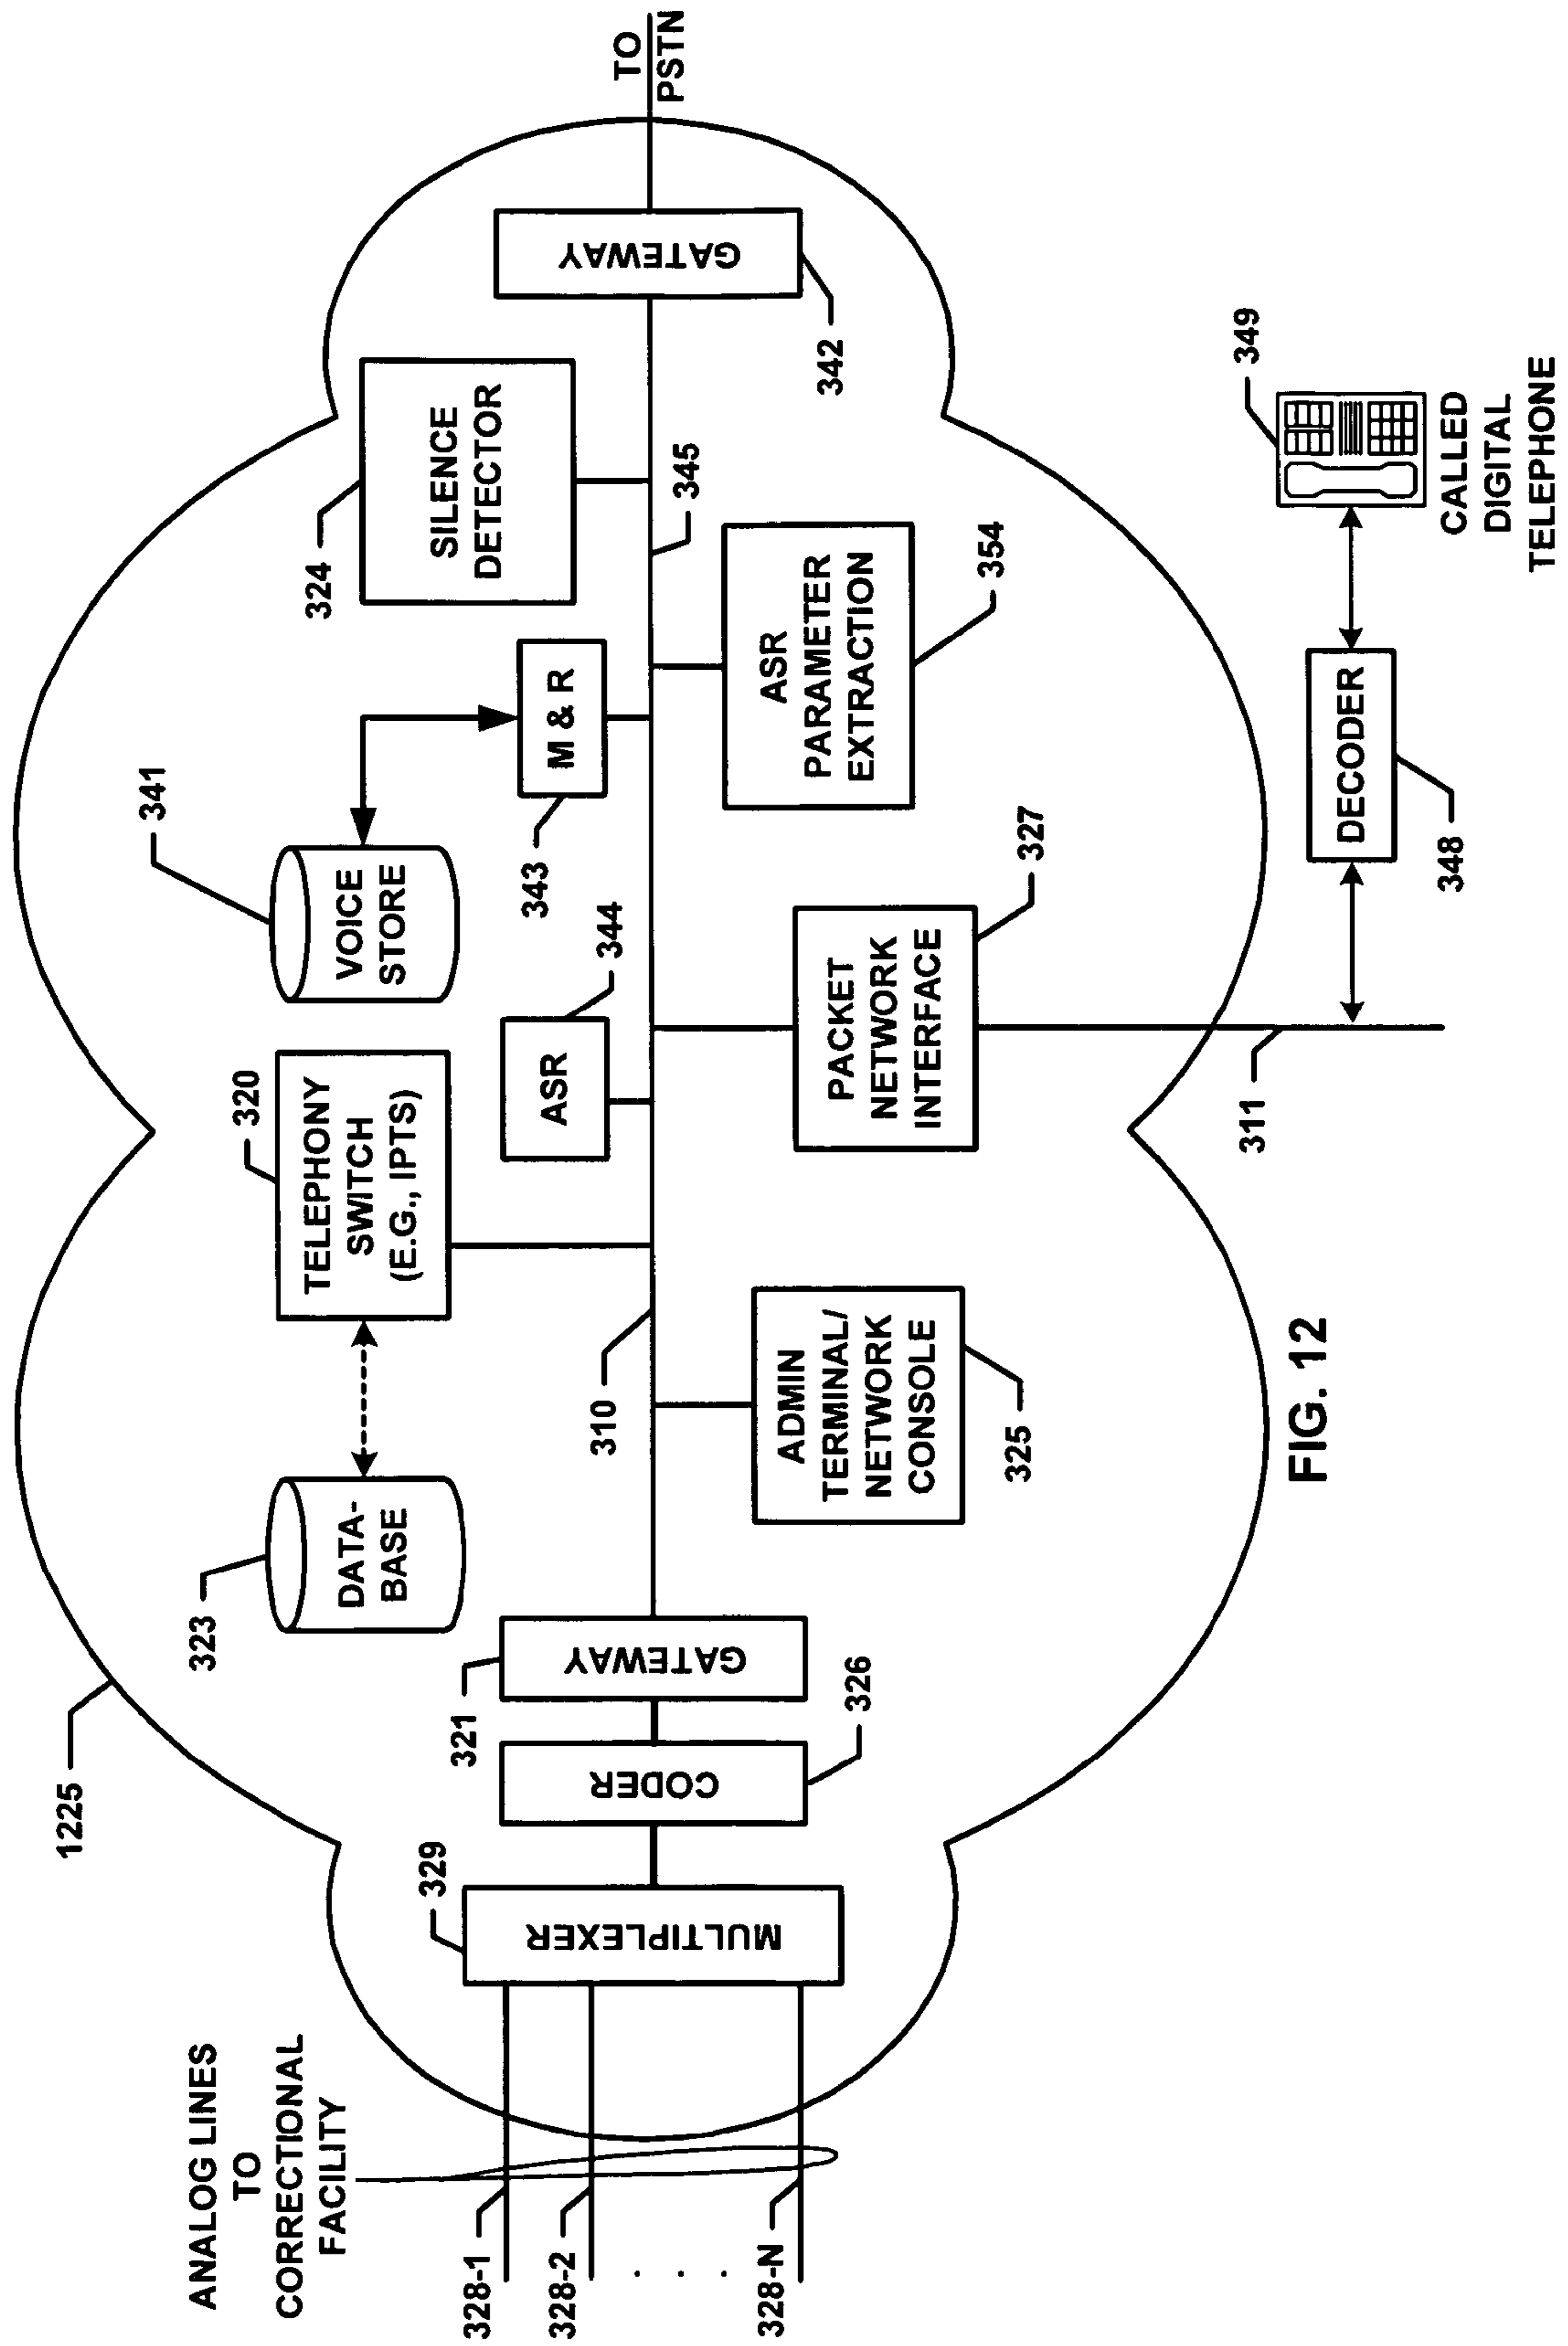 ANALOG LINES
TO
CORRECTIONAL
FACILITY
328-1
328-2
. . .
328-N
1225
329
MULTIPLEXER
CODER
326
321
GATEWAY
323
DATA-
BASE
320
TELEPHONY
SWITCH
(E.G., IPTS)
310
ADMIN
TERMINAL/
NETWORK
CONSOLE
325
341
VOICE
STORE
344
ASR
343
M & R
324
SILENCE
DETECTOR
345
PACKET
NETWORK
INTERFACE
327
ASR
PARAMETER
EXTRACTION
354
GATEWAY
342
TO
PSTN
311
DECODER
348
349
CALLED
DIGITAL
TELEPHONE
FIG. 12